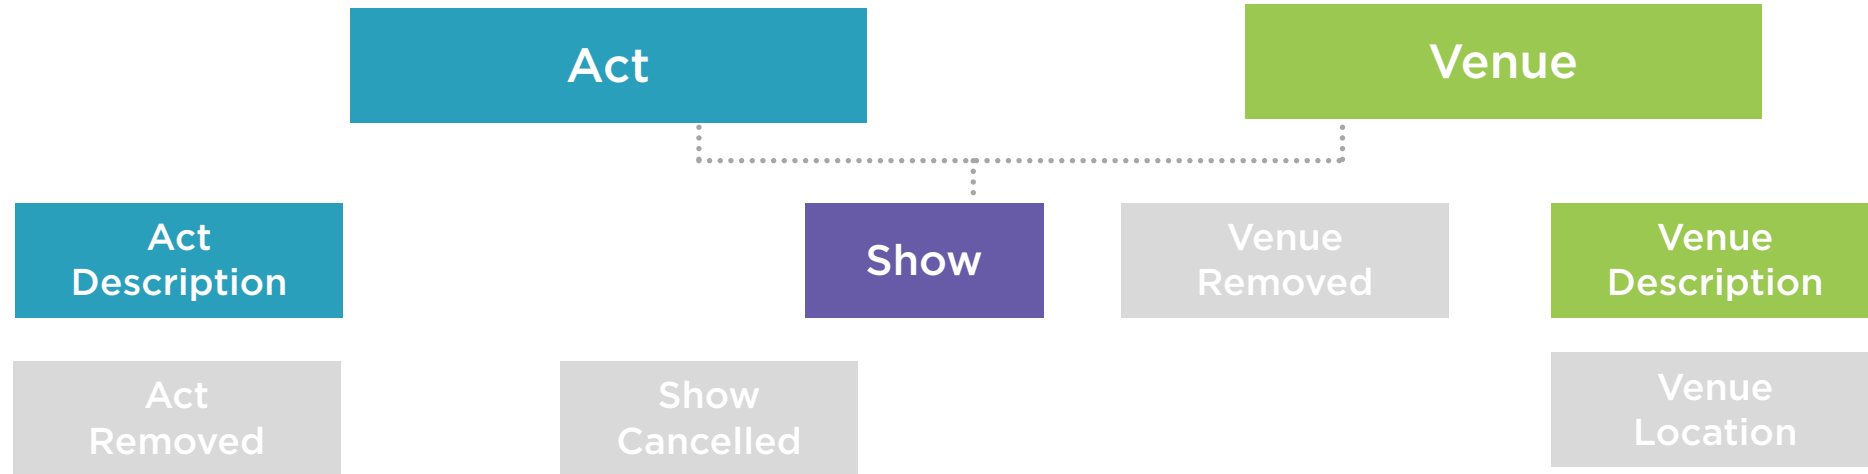 Act
Venue
Act
Description
Show
Venue
Removed
Venue
Description
Act
Removed
Show
Cancelled
Venue
Location